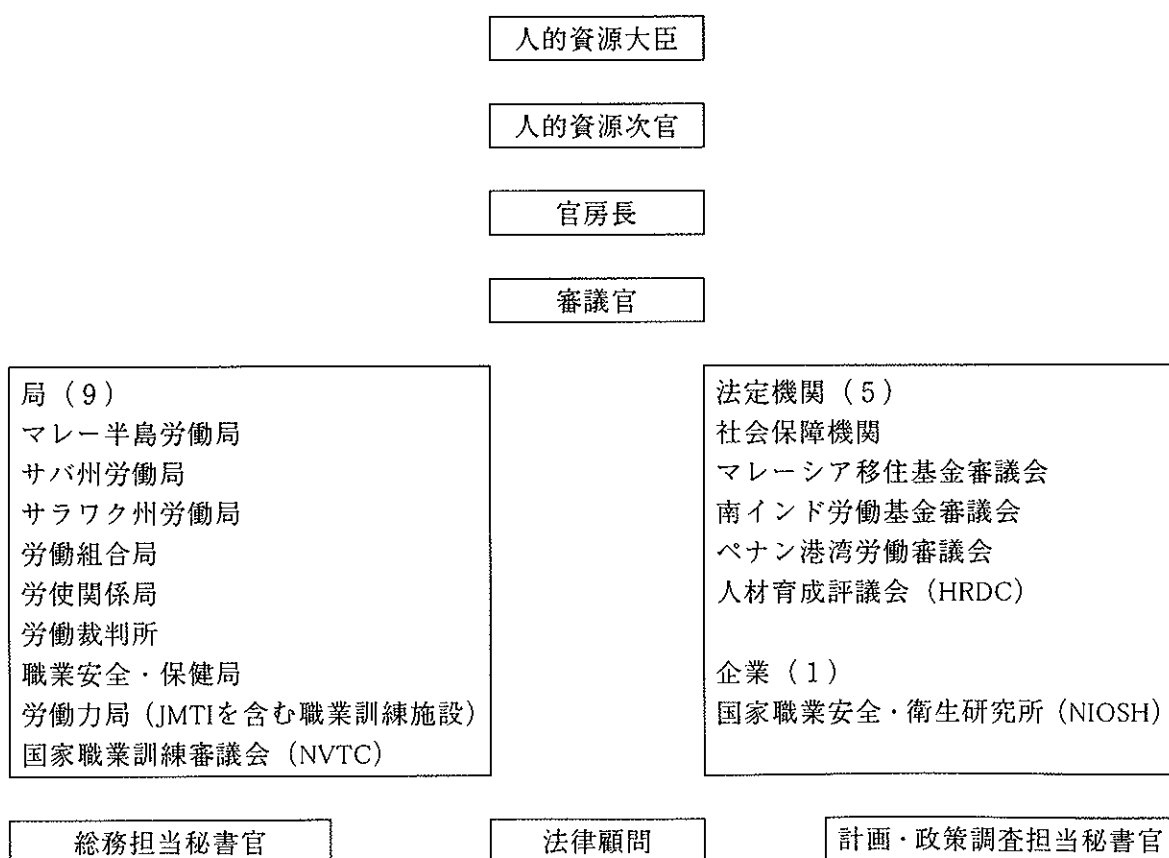 人的資源大臣
人的資源次官
官房長
審議官
局（9）
マレー半島労働局
サバ州労働局
サラワク州労働局
労働組合局
労使関係局
労働裁判所
職業安全・保健局
労働力局（JMTIを含む職業訓練施設）
国家職業訓練審議会（NVTC）
法定機関（5）
社会保障機関
マレーシア移住基金審議会
南インド労働基金審議会
ペナン港湾労働審議会
人材育成評議会（HRDC）
企業（1）
国家職業安全・衛生研究所（NIOSH）
総務担当秘書官
法律顧問
計画・政策調査担当秘書官